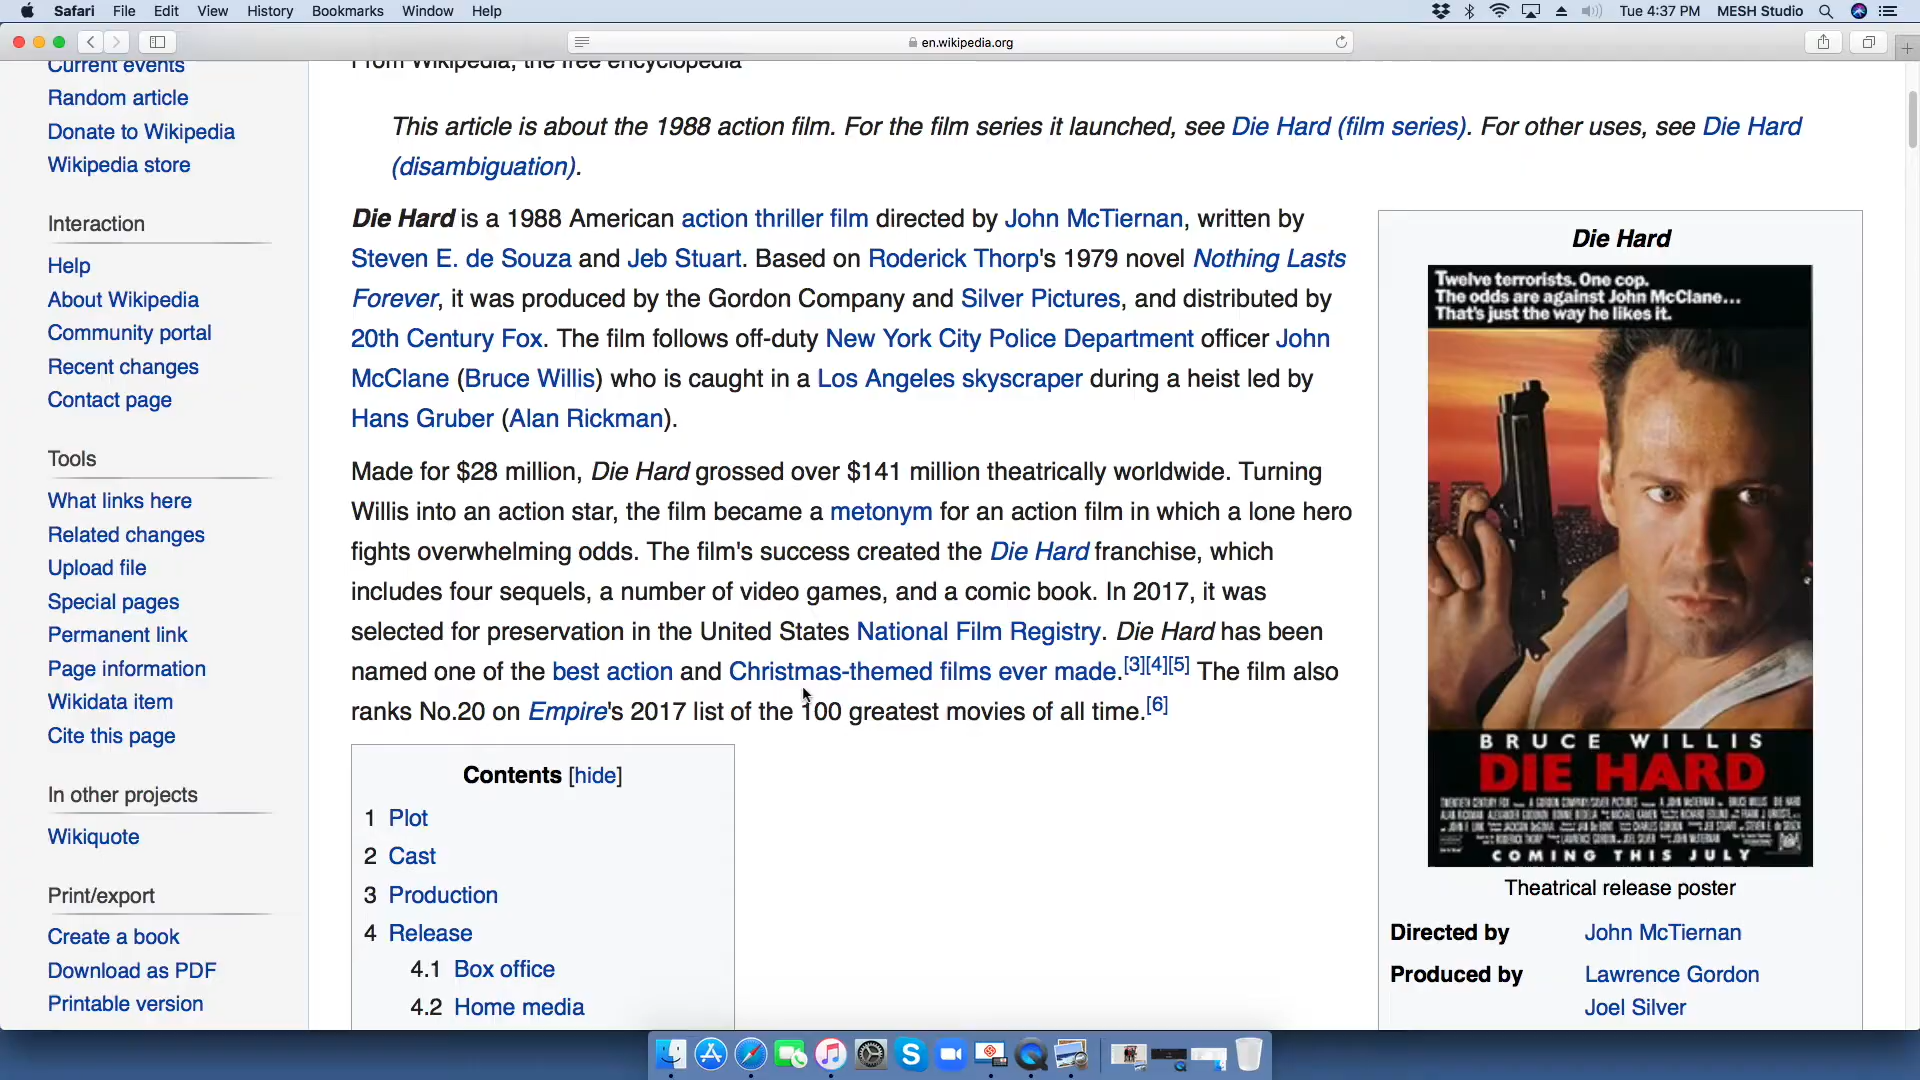 Safari File Edit View History Bookmarks Window Help
Tue 4:37 PM MESH Studio
en.wikipedia.org
Current events
Random article
Donate to Wikipedia
Wikipedia store
Interaction
Help
About Wikipedia
Community portal
Recent changes
Contact page
Tools
What links here
Related changes
Upload file
Special pages
Permanent link
Page information
Wikidata item
Cite this page
In other projects
Wikiquote
Print/export
Create a book
Download as PDF
Printable version
From Wikipedia, the free encyclopedia
This article is about the 1988 action film. For the film series it launched, see Die Hard (film series). For other uses, see Die Hard
(disambiguation).
Die Hard is a 1988 American action thriller film directed by John McTiernan, written by
Steven E. de Souza and Jeb Stuart. Based on Roderick Thorp's 1979 novel Nothing Lasts
Forever, it was produced by the Gordon Company and Silver Pictures, and distributed by
20th Century Fox. The film follows off-duty New York City Police Department officer John
McClane (Bruce Willis) who is caught in a Los Angeles skyscraper during a heist led by
Hans Gruber (Alan Rickman).
Made for $28 million, Die Hard grossed over $141 million theatrically worldwide. Turning
Willis into an action star, the film became a metonym for an action film in which a lone hero
fights overwhelming odds. The film's success created the Die Hard franchise, which
includes four sequels, a number of video games, and a comic book. In 2017, it was
selected for preservation in the United States National Film Registry. Die Hard has been
named one of the best action and Christmas-themed films ever made.[3][4][5] The film also
ranks No.20 on Empire's 2017 list of the 100 greatest movies of all time.[6]
Contents [hide]
1 Plot
2 Cast
3 Production
4 Release
4.1 Box office
4.2 Home media
Die Hard
Twelve terrorists. One cop.
The odds are against John McClane...
That's just the way he likes it.
BRUCE WILLIS
DIE HARD
COMING THIS JULY
Theatrical release poster
Directed by John McTiernan
Produced by Lawrence Gordon
Joel Silver